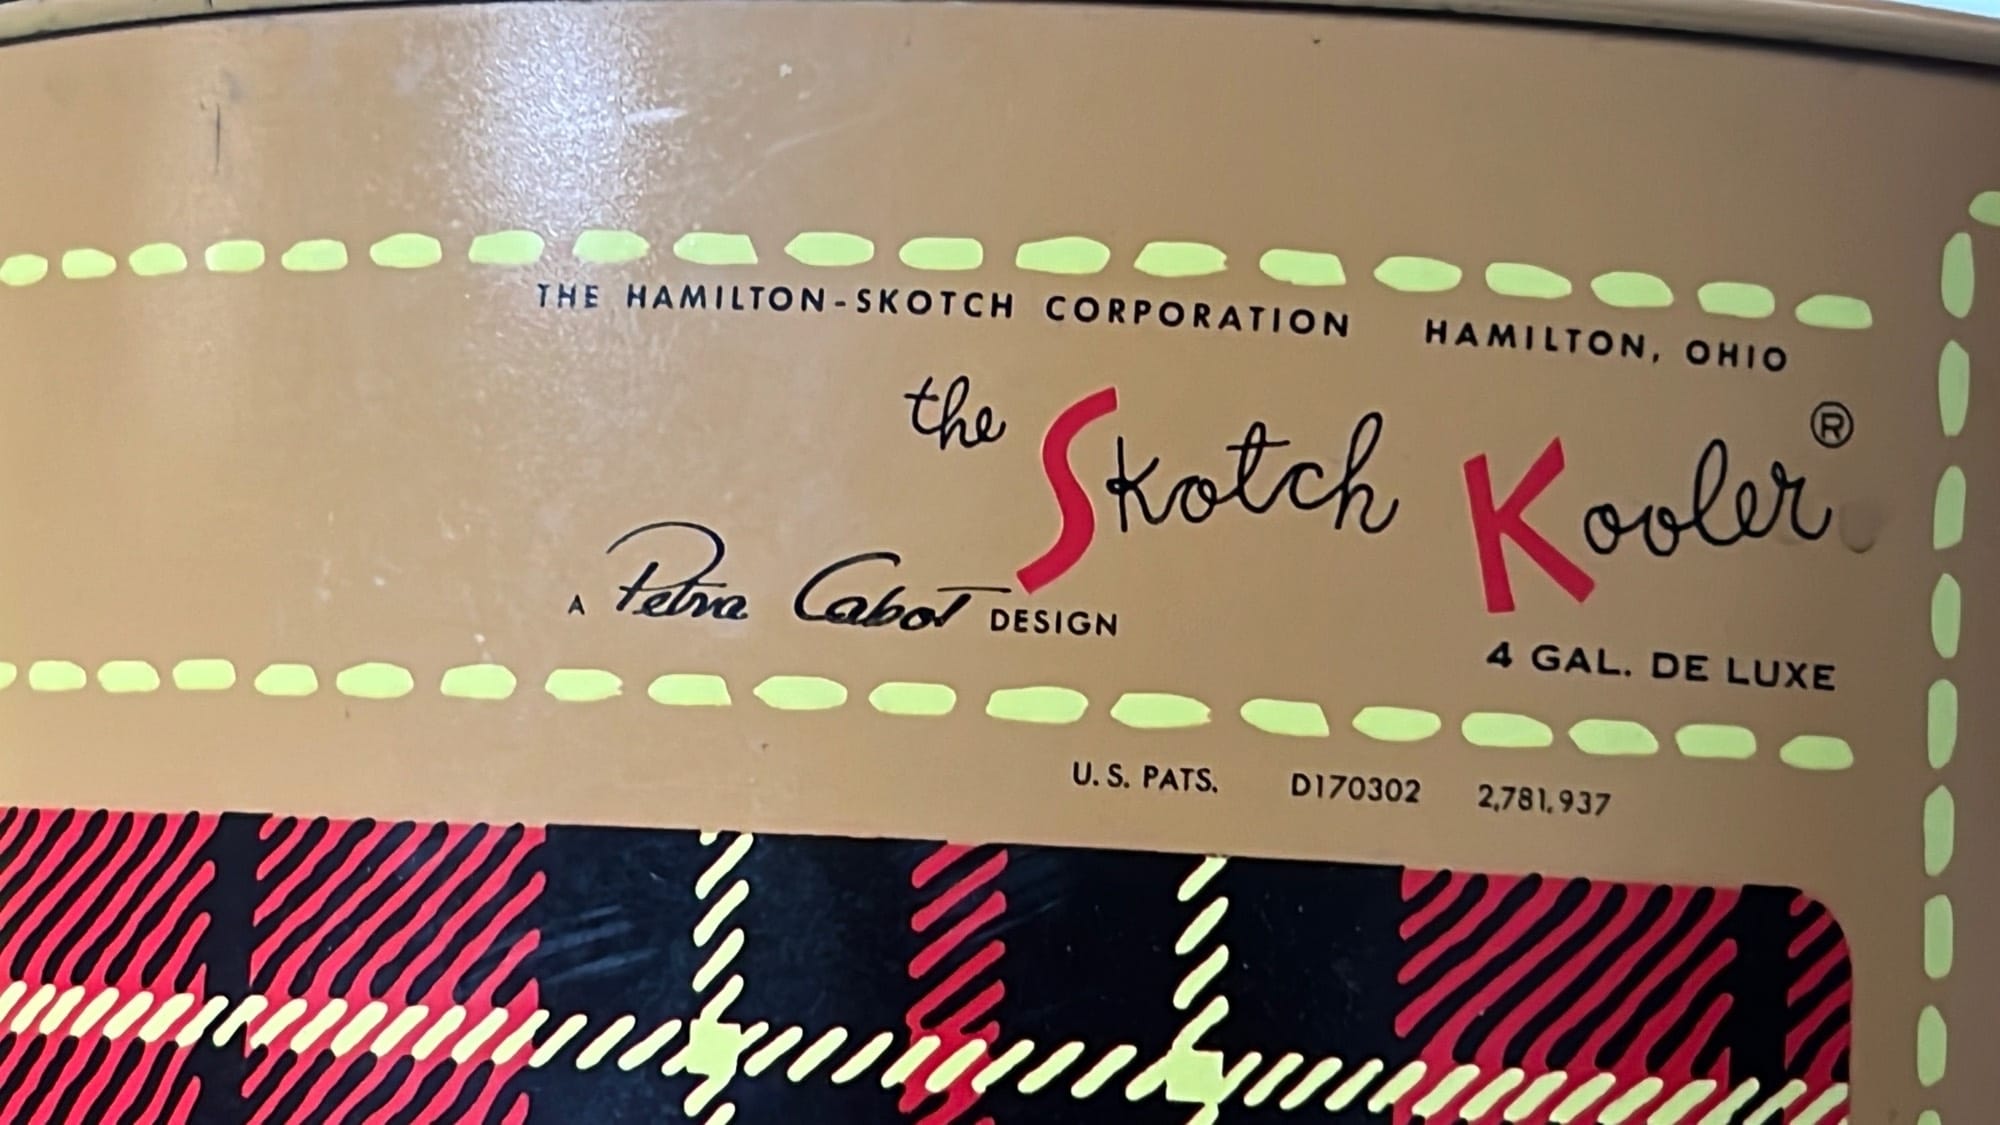 THE HAMILTON-SKOTCH CORPORATION HAMILTON, OHIO
the Skotch Kooler ®
A Petra Cabot DESIGN
4 GAL. DE LUXE
U. S. PATS. D170302 2,781,937